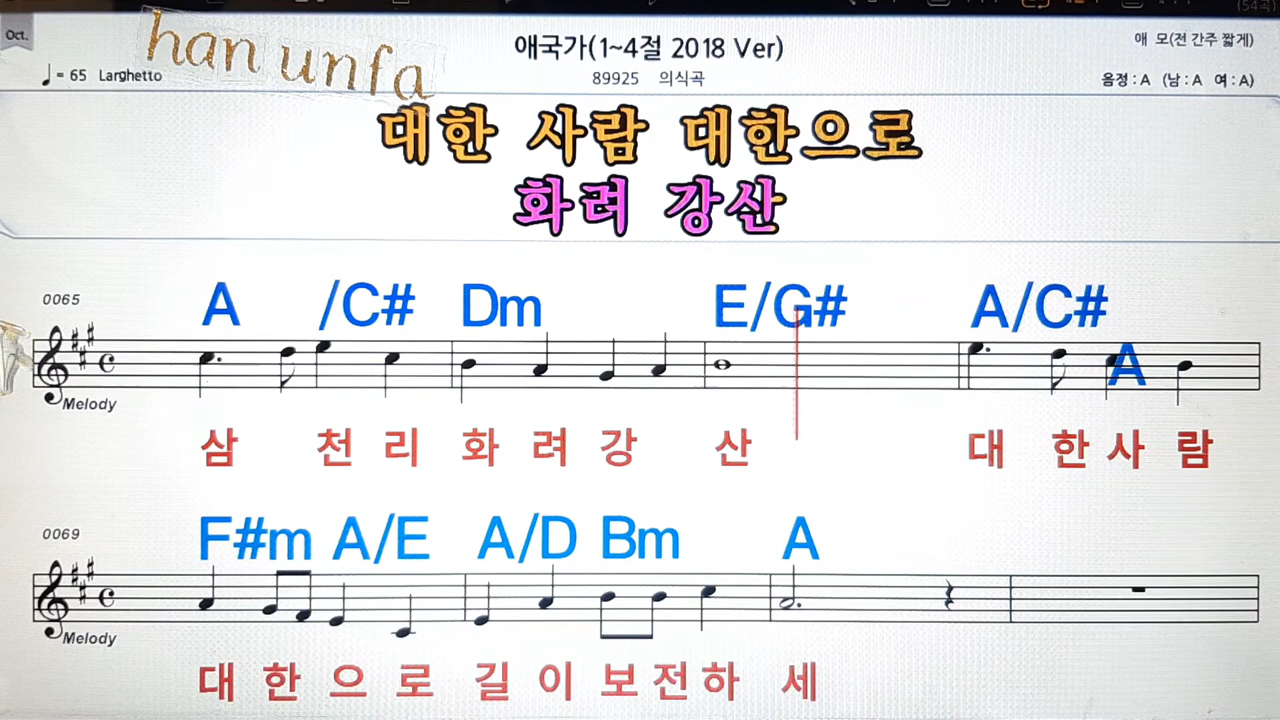 (54곡)
Oct.
han unfa
애국가(1~4절 2018 Ver)
애 모(전 간주 짧게)
♩= 65 Larghetto
89925 의식곡
음정 : A (남 : A 여 : A)
대한 사람 대한으로
화려 강산
0065
A /C# Dm E/G# A/C# A
Melody
삼 천 리 화 려 강 산 대 한 사 람
0069
F#m A/E A/D Bm A
Melody
대 한 으 로 길 이 보 전 하 세